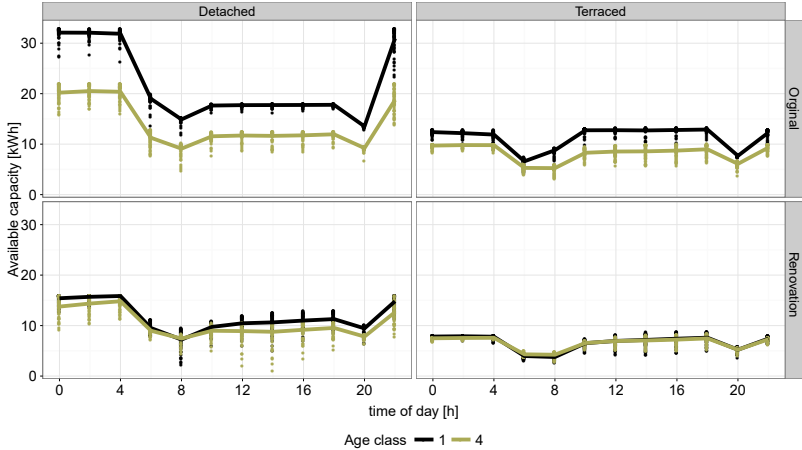 Detached
Terraced
30
20
10
0
Orginal
30
20
10
0
Renovation
Available capacity [kWh]
0 4 8 12 16 20 0 4 8 12 16 20
time of day [h]
Age class 1 4